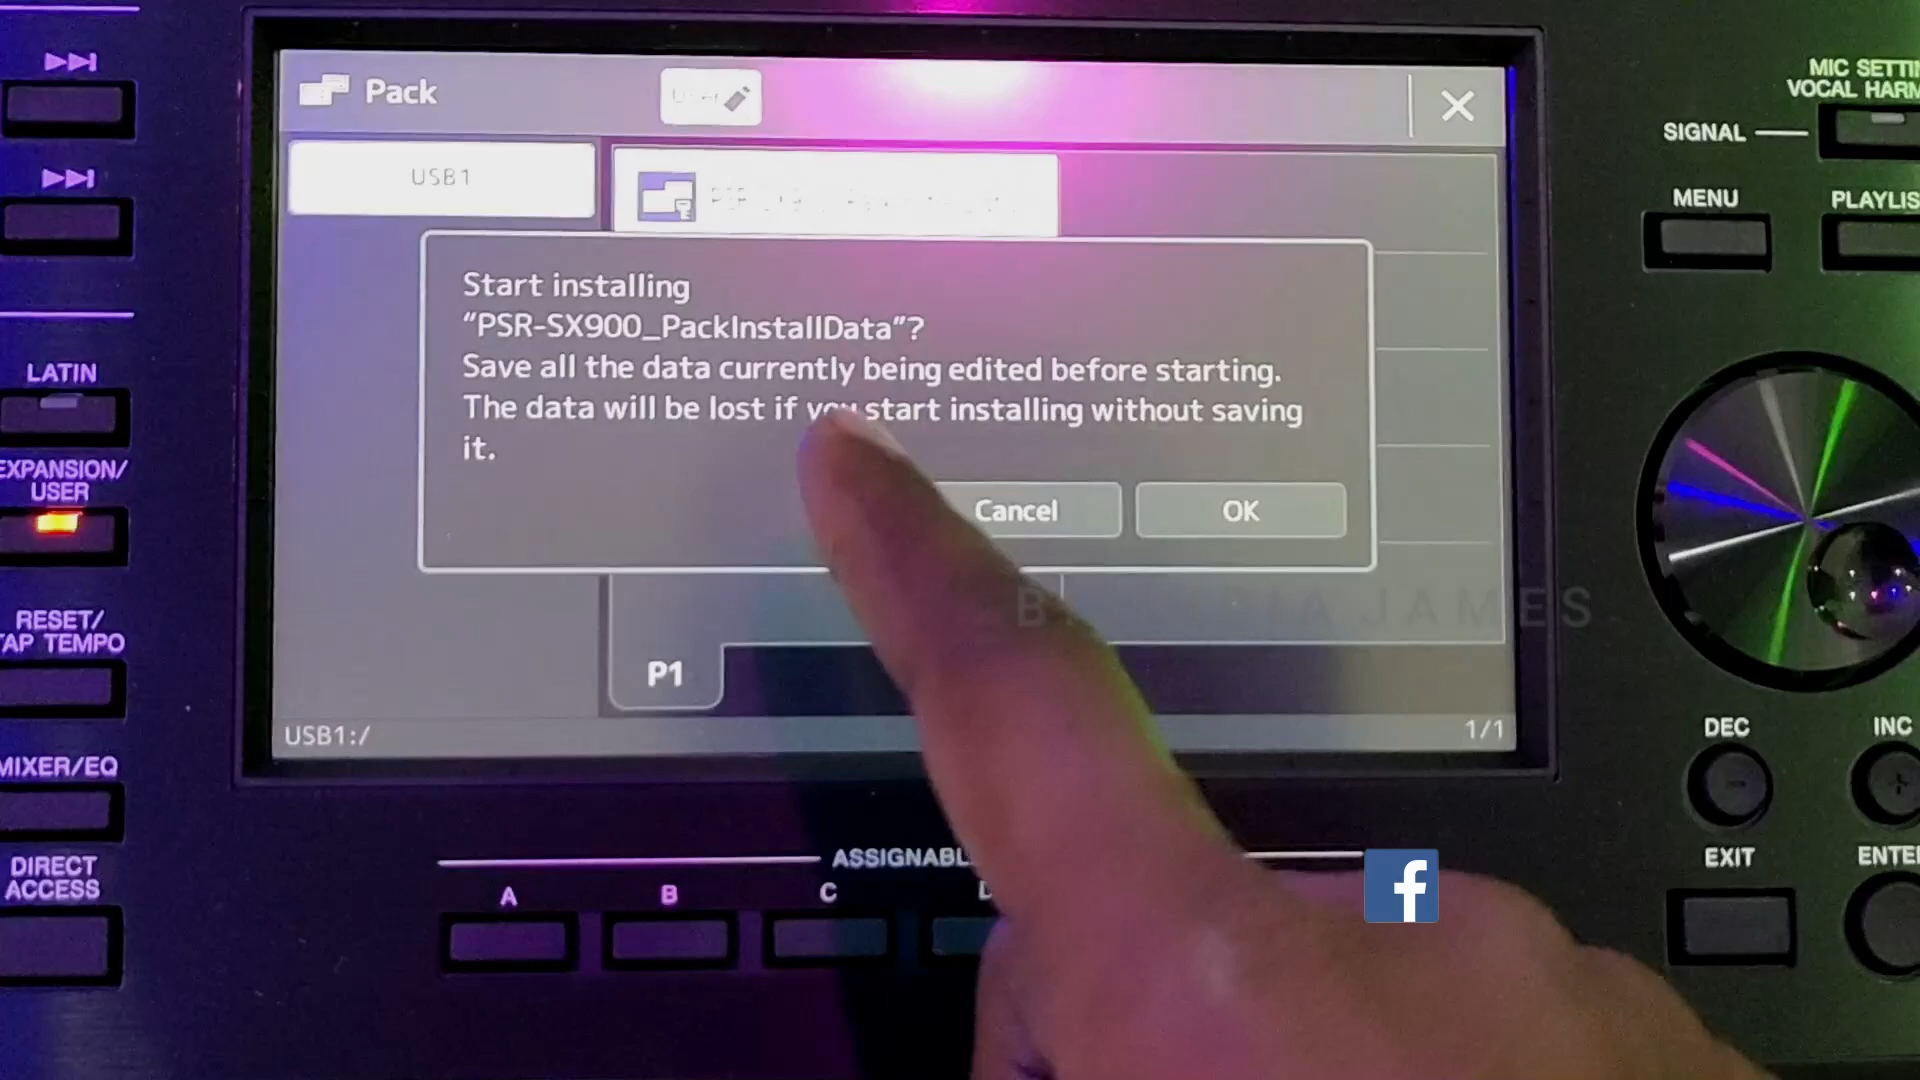 Pack
USB1
Start installing
“PSR-SX900_PackInstallData”?
Save all the data currently being edited before starting.
The data will be lost if you start installing without saving
it.
Cancel
OK
P1
USB1:/
1/1
LATIN
EXPANSION/
USER
RESET/
TAP TEMPO
MIXER/EQ
DIRECT
ACCESS
MIC SETTI
VOCAL HARM
SIGNAL
MENU
PLAYLIS
DEC
INC
EXIT
ENTE
ASSIGNABL
A
B
C
D
JAMES
f